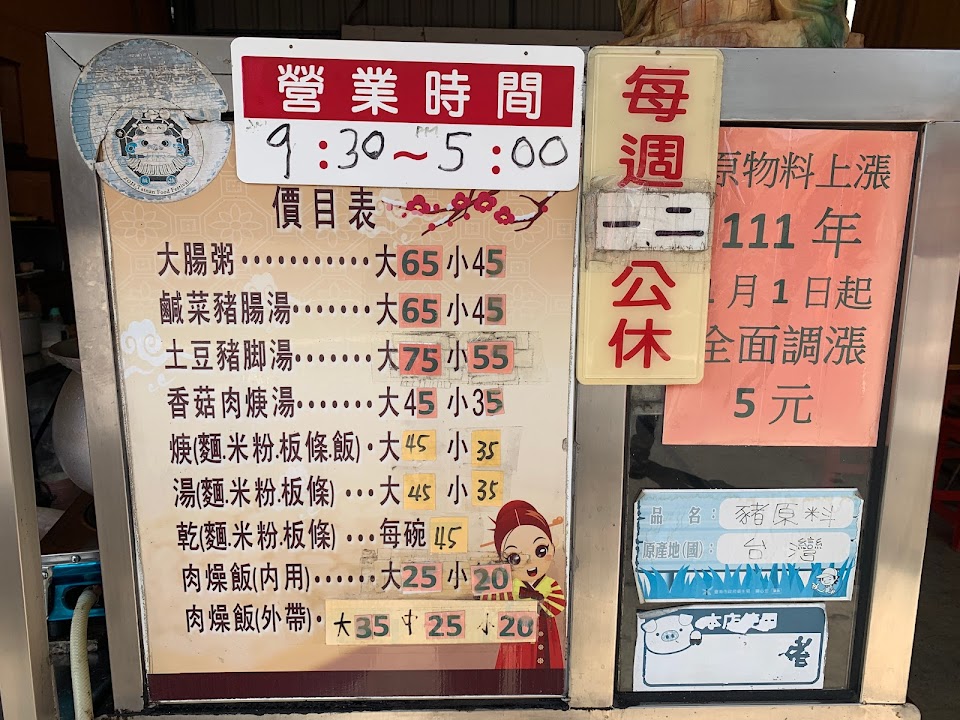 營業時間
9:30~5:00
PM
每週
一二
公休
價目表
大腸粥············大65 小45
鹹菜豬腸湯·······大65 小45
土豆豬脚湯·······大75 小55
香菇肉焿湯·······大45 小35
焿(麵.米粉.板條.飯)·大45 小35
湯(麵.米粉.板條) ···大45 小35
乾(麵.米粉.板條) ···每碗45
肉燥飯(內用)······大25 小20
肉燥飯(外帶)·大35 中25 小20
原物料上漲
111 年
月 1 日起
全面調漲
5 元
品 名: 豬原料
原產地(國): 台灣
本店使用